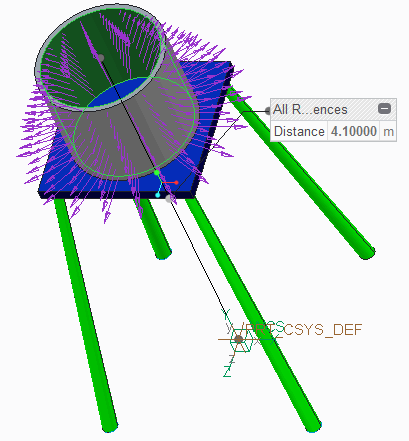 All R...ences
Distance 4.10000 m
CSYS_DEF
Z